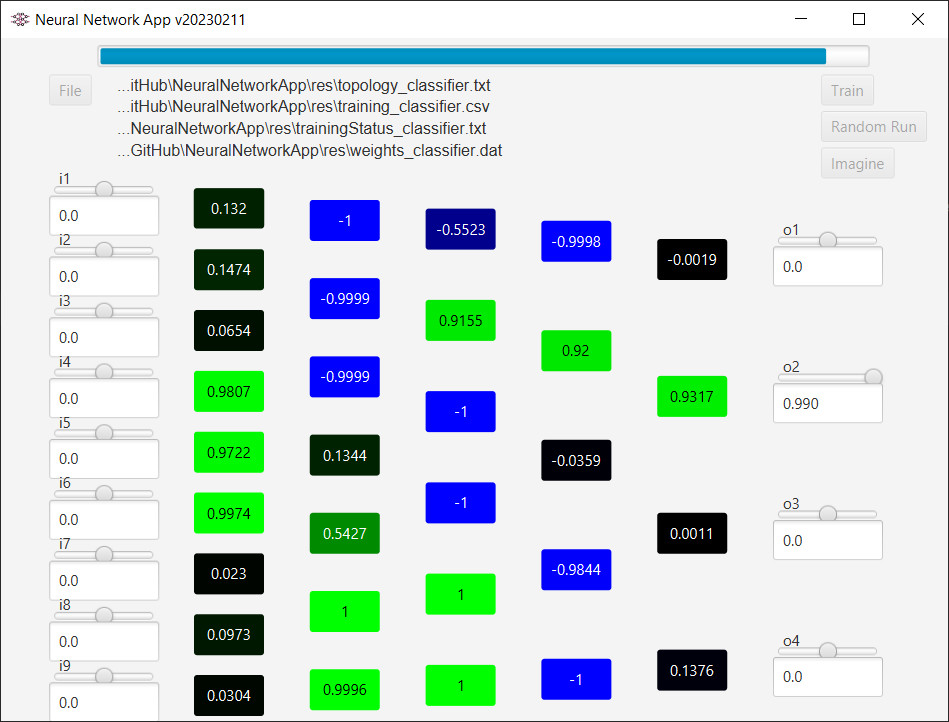 Neural Network App v20230211
File
...itHub\NeuralNetworkApp\res\topology_classifier.txt
...itHub\NeuralNetworkApp\res\training_classifier.csv
...NeuralNetworkApp\res\trainingStatus_classifier.txt
...GitHub\NeuralNetworkApp\res\weights_classifier.dat
Train
Random Run
Imagine
i1
0.0
i2
0.0
i3
0.0
i4
0.0
i5
0.0
i6
0.0
i7
0.0
i8
0.0
i9
0.0
0.132
0.1474
0.0654
0.9807
0.9722
0.9974
0.023
0.0973
0.0304
-1
-0.9999
-0.9999
0.1344
0.5427
1
0.9996
-0.5523
0.9155
-1
-1
1
1
-0.9998
0.92
-0.0359
-0.9844
-1
-0.0019
0.9317
0.0011
0.1376
o1
0.0
o2
0.990
o3
0.0
o4
0.0